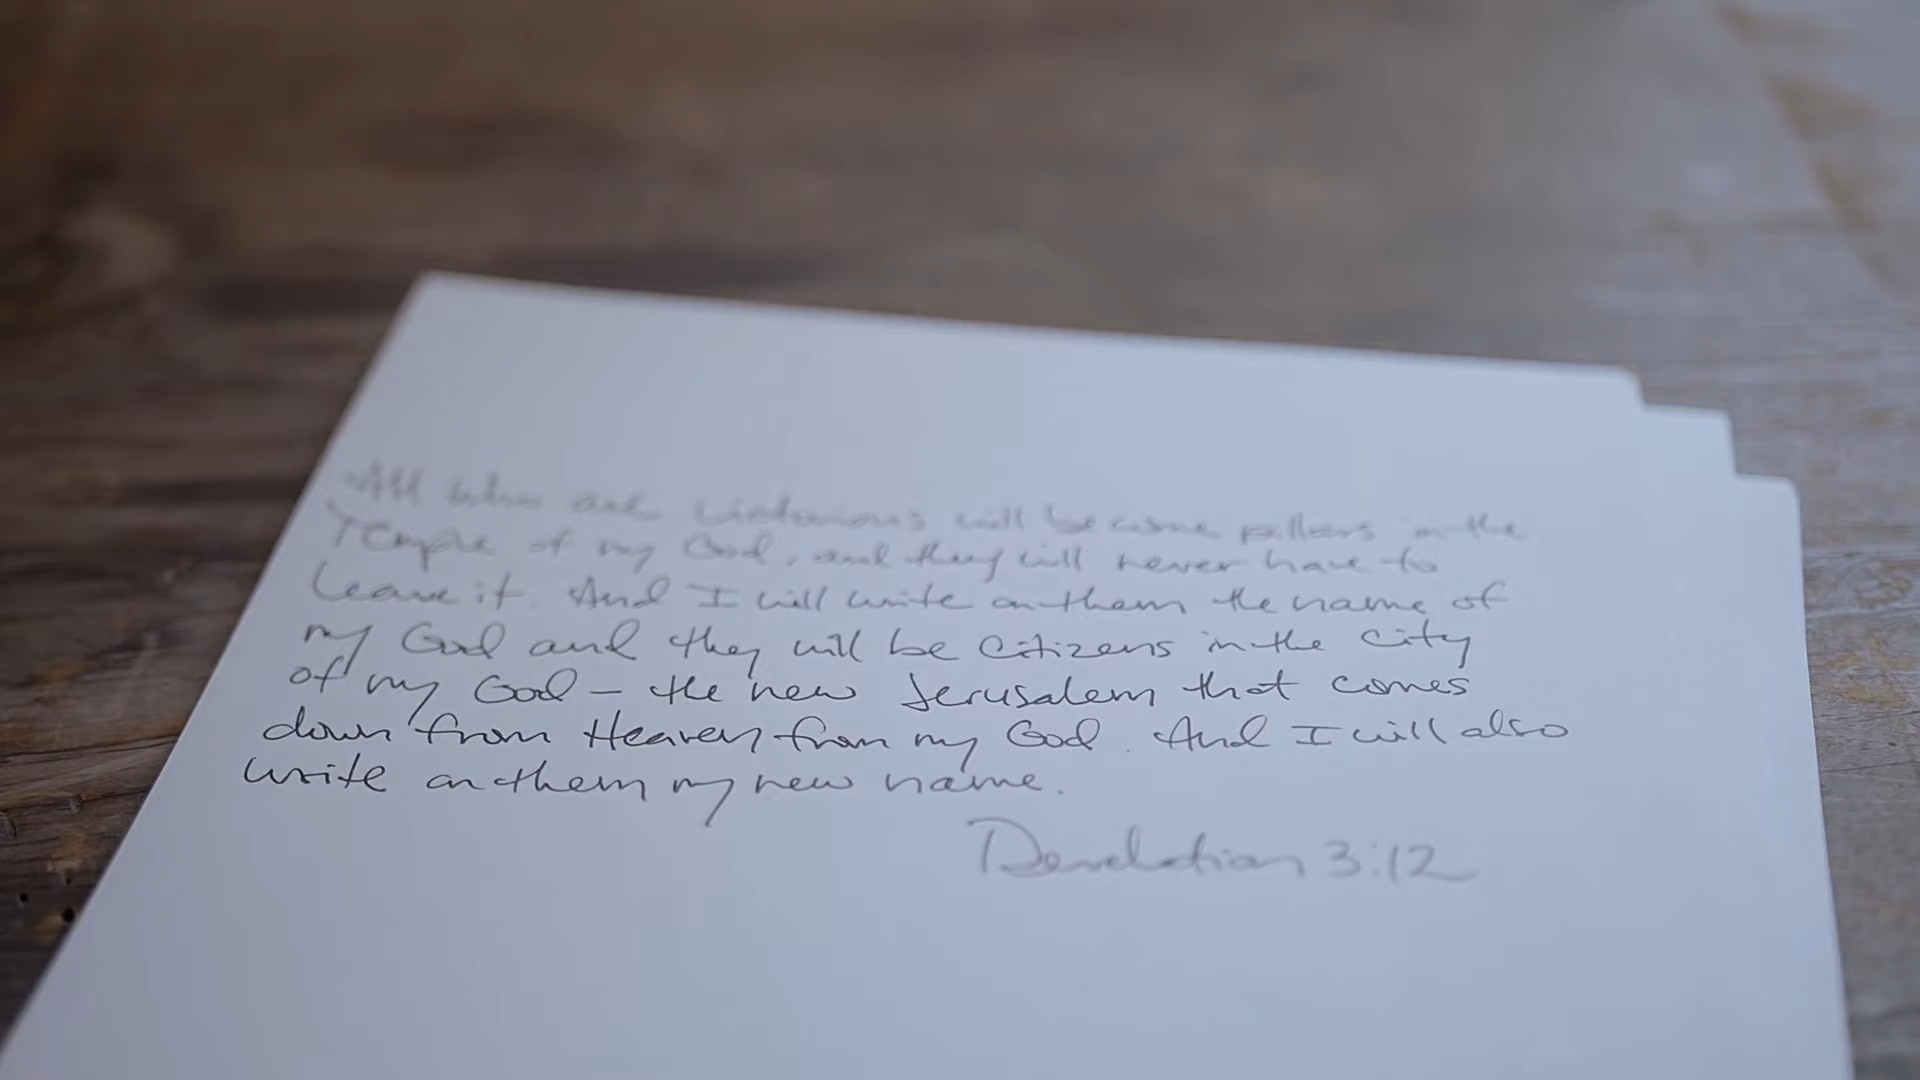 All who are victorious will become pillars in the
Temple of my God, and they will never have to
leave it. And I will write on them the name of
my God and they will be citizens in the city
of my God – the new Jerusalem that comes
down from Heaven from my God. And I will also
write on them my new name.
Revelation 3:12